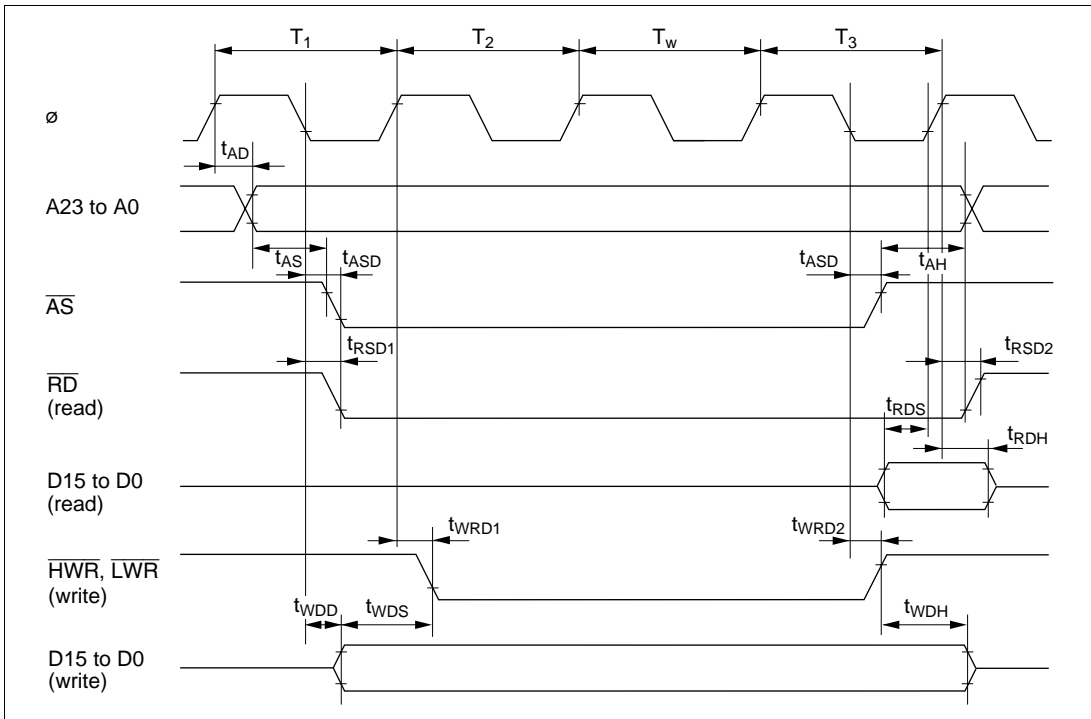 T1 T2 Tw T3
ø
tAD
A23 to A0
tAS tASD tASD tAH
AS
tRSD1 tRSD2
RD
(read)
tRDS
tRDH
D15 to D0
(read)
tWRD1 tWRD2
HWR, LWR
(write)
tWDD tWDS tWDH
D15 to D0
(write)